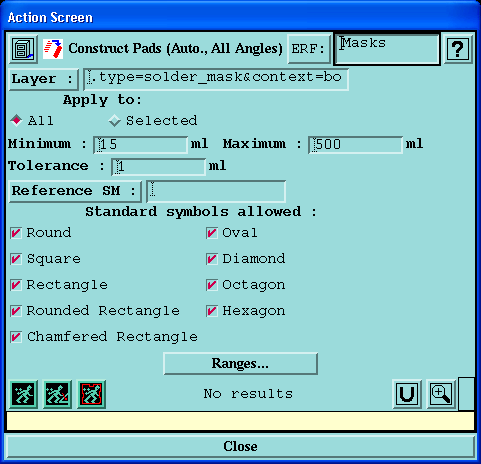 Action Screen
Construct Pads (Auto., All Angles) ERF: Masks ?
Layer : .type=solder_mask&context=bo
Apply to:
All Selected
Minimum : 15 ml Maximum : 500 ml
Tolerance : 1 ml
Reference SM :
Standard symbols allowed :
Round Oval
Square Diamond
Rectangle Octagon
Rounded Rectangle Hexagon
Chamfered Rectangle
Ranges...
No results U
Close